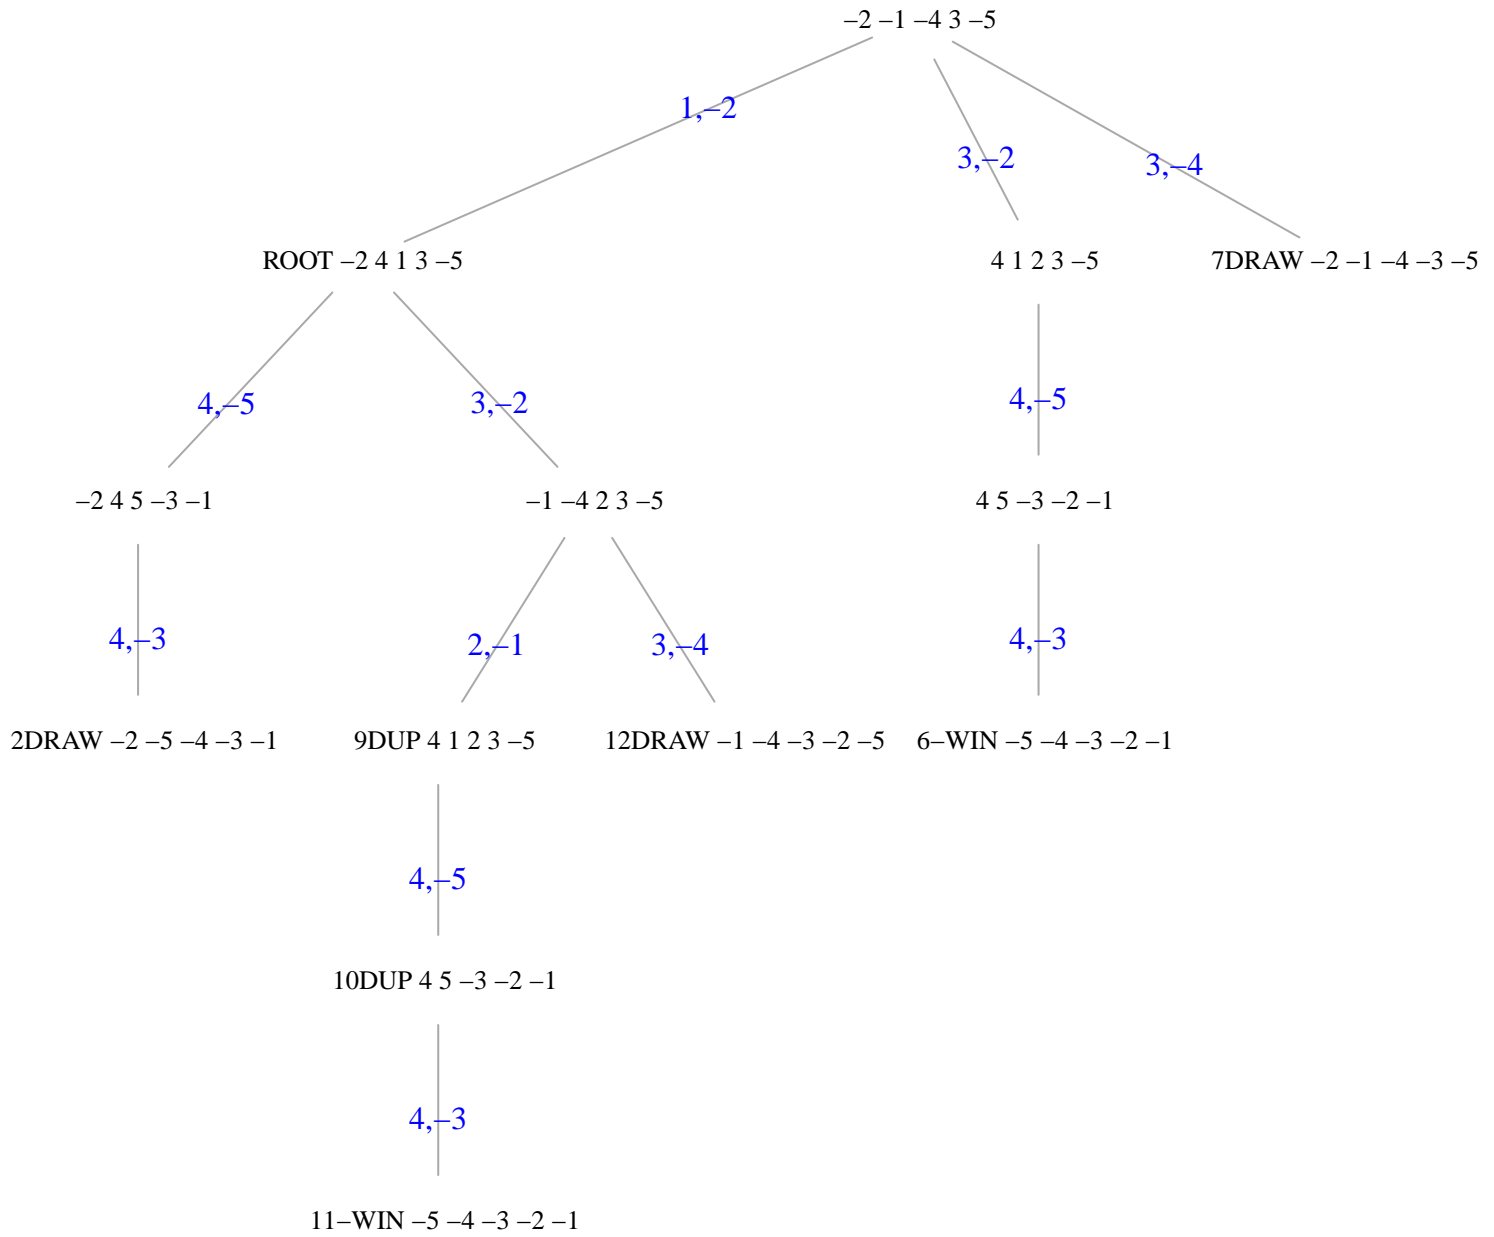 –2 –1 –4 3 –5
1,–2
3,–2
3,–4
ROOT –2 4 1 3 –5
4 1 2 3 –5
7DRAW –2 –1 –4 –3 –5
4,–5
3,–2
4,–5
–2 4 5 –3 –1
–1 –4 2 3 –5
4 5 –3 –2 –1
4,–3
2,–1
3,–4
4,–3
2DRAW –2 –5 –4 –3 –1
9DUP 4 1 2 3 –5
12DRAW –1 –4 –3 –2 –5
6–WIN –5 –4 –3 –2 –1
4,–5
10DUP 4 5 –3 –2 –1
4,–3
11–WIN –5 –4 –3 –2 –1